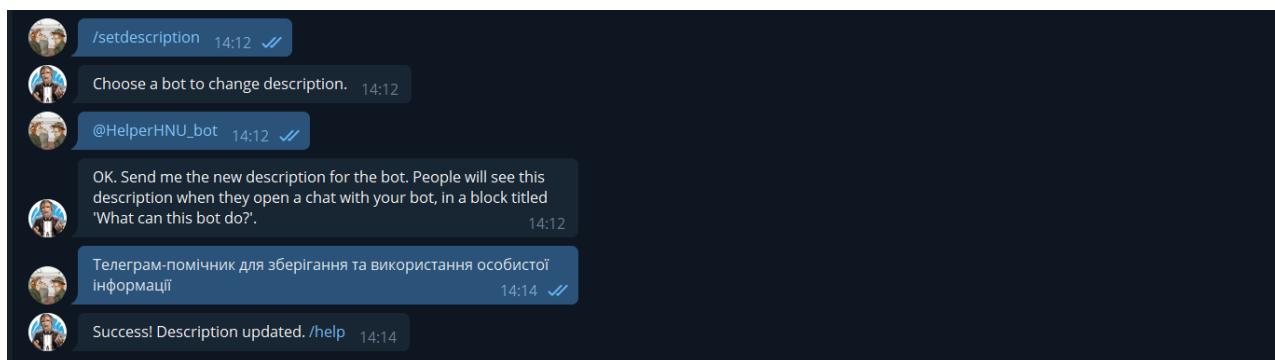 /setdescription 14:12
Choose a bot to change description. 14:12
@HelperHNU_bot 14:12
OK. Send me the new description for the bot. People will see this
description when they open a chat with your bot, in a block titled
'What can this bot do?'. 14:12
Телеграм-помічник для зберігання та використання особистої
інформації 14:14
Success! Description updated. /help 14:14